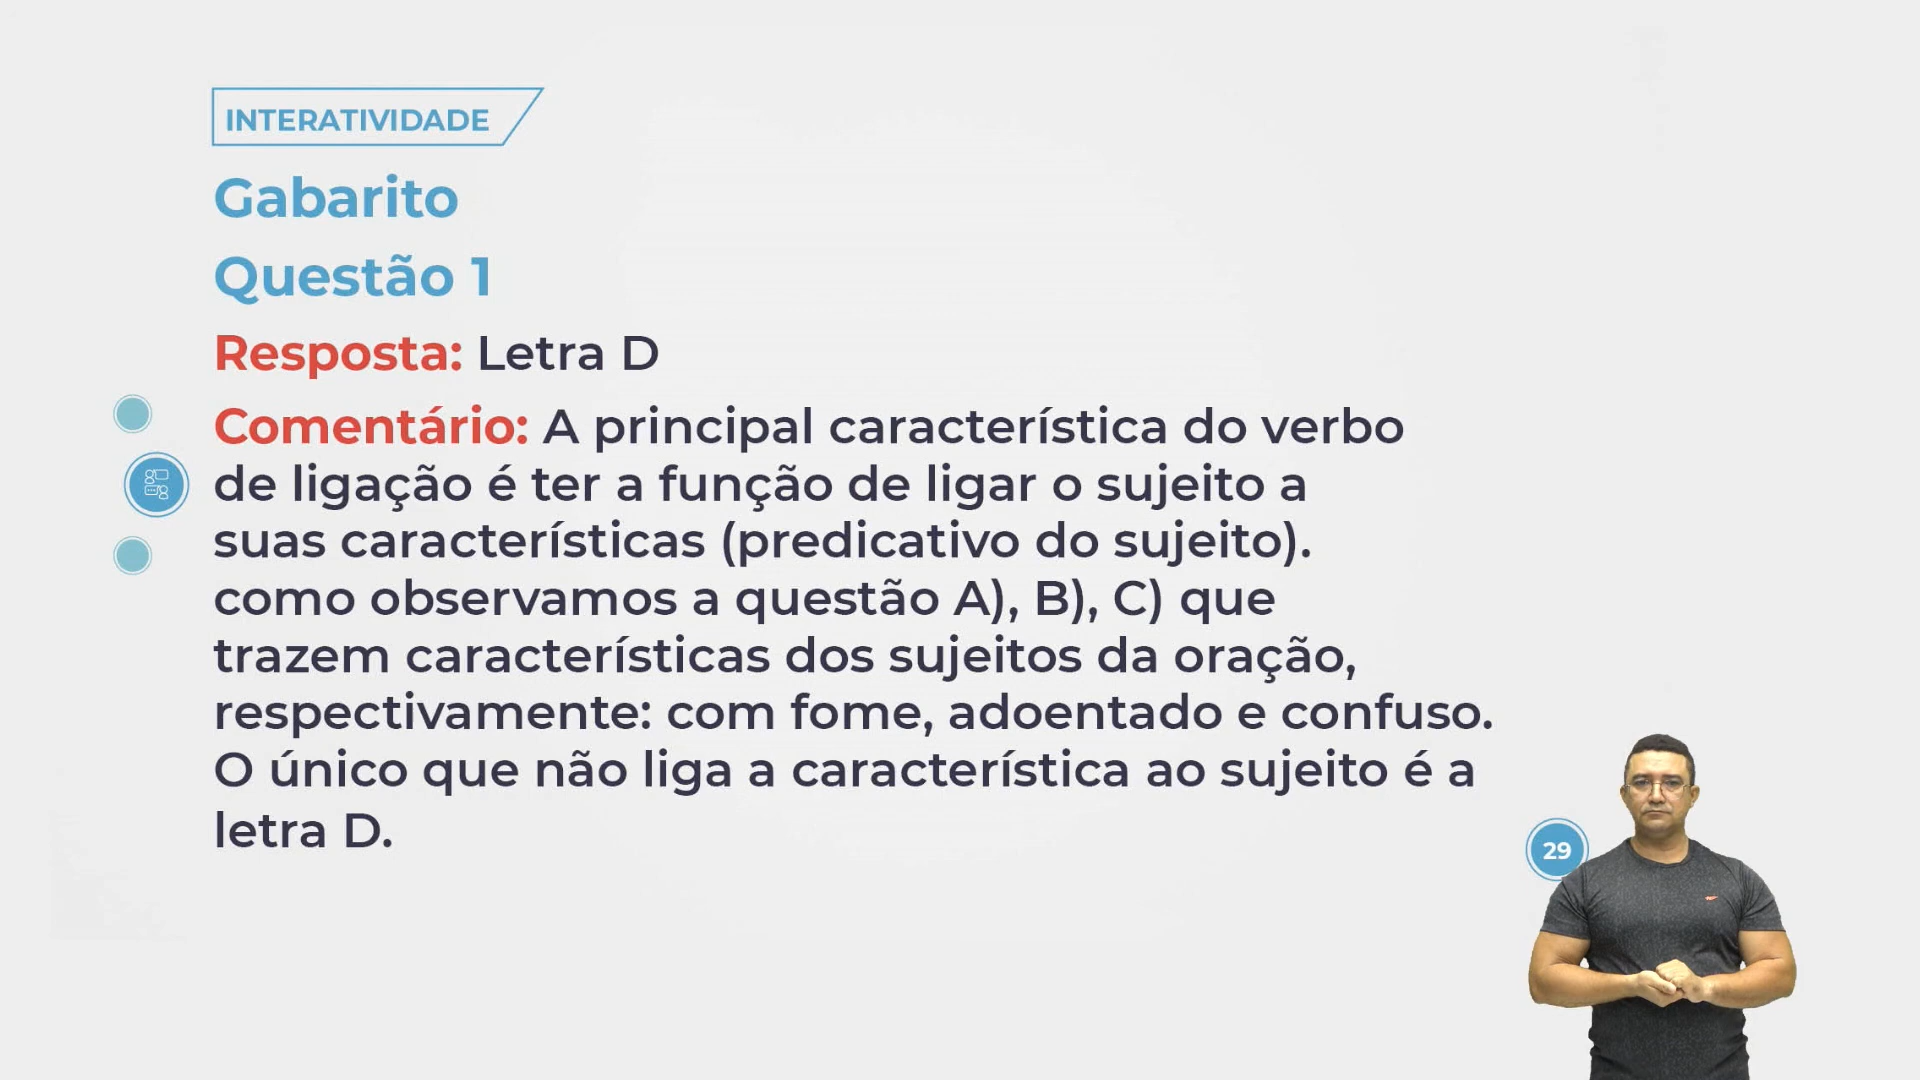 INTERATIVIDADE
Gabarito
Questão 1
Resposta: Letra D
Comentário: A principal característica do verbo
de ligação é ter a função de ligar o sujeito a
suas características (predicativo do sujeito).
como observamos a questão A), B), C) que
trazem características dos sujeitos da oração,
respectivamente: com fome, adoentado e confuso.
O único que não liga a característica ao sujeito é a
letra D.
29